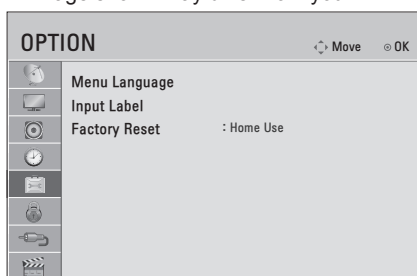 OPTION Move OK
Menu Language
Input Label
Factory Reset : Home Use